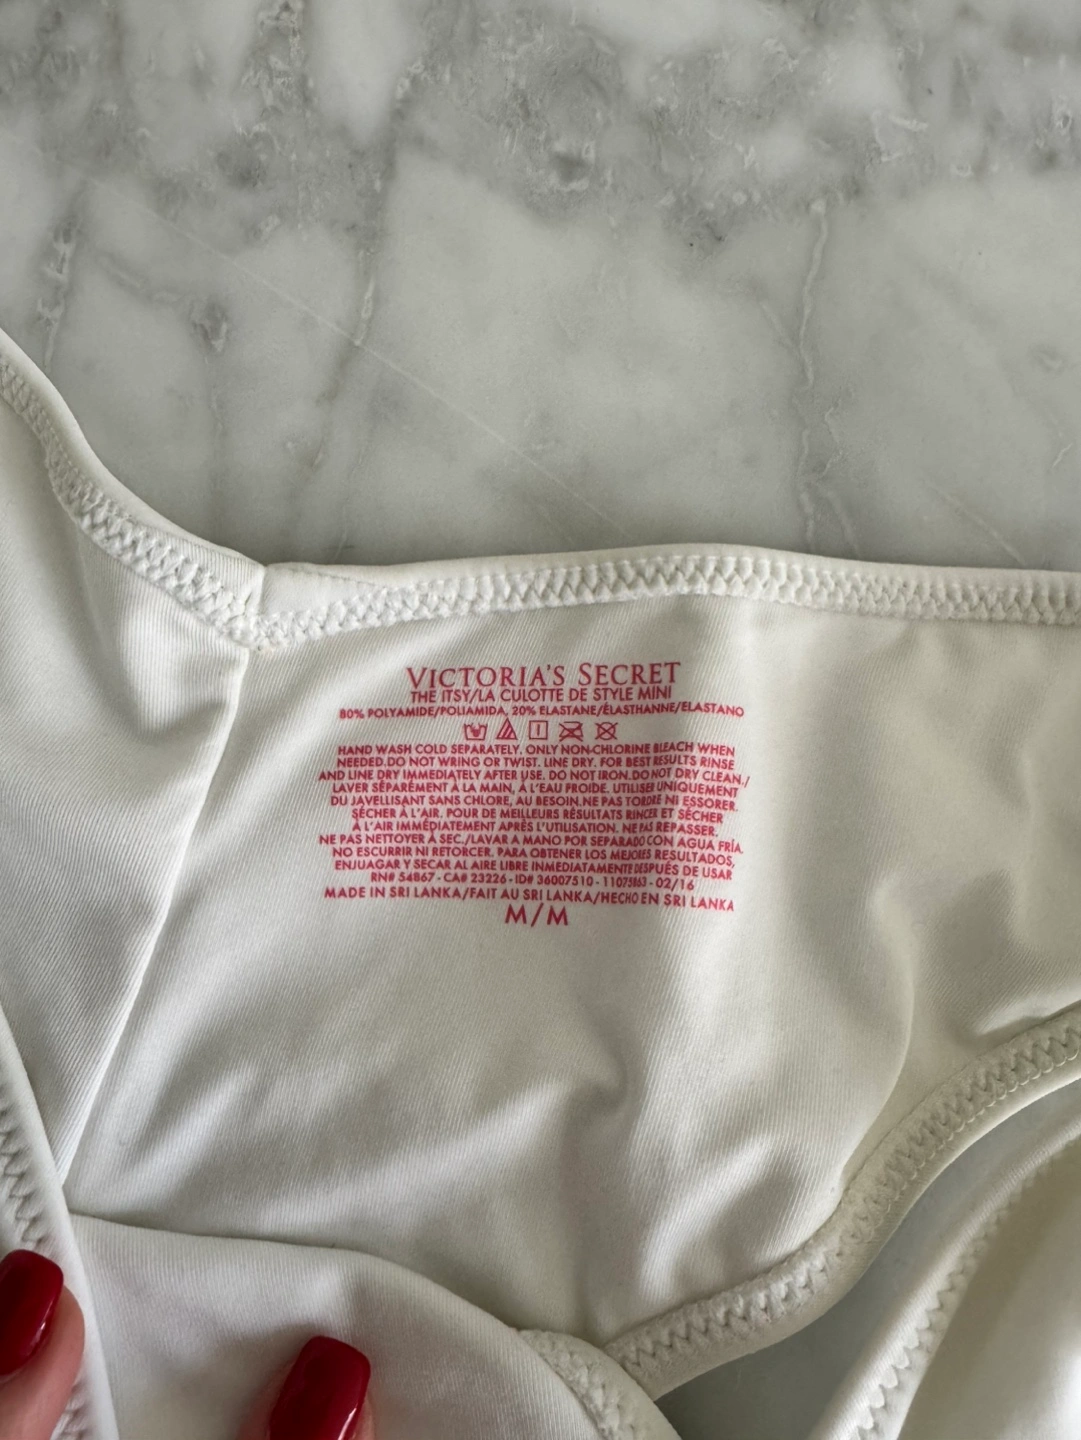 VICTORIA'S SECRET
THE ITSY/LA CULOTTE DE STYLE MINI
80% POLYAMIDE/POLIAMIDA, 20% ELASTANE/ÉLASTHANNE/ELASTANO
HAND WASH COLD SEPARATELY. ONLY NON-CHLORINE BLEACH WHEN
NEEDED.DO NOT WRING OR TWIST. LINE DRY. FOR BEST RESULTS RINSE
AND LINE DRY IMMEDIATELY AFTER USE. DO NOT IRON.DO NOT DRY CLEAN./
LAVER SÉPARÉMENT À LA MAIN, À L'EAU FROIDE. UTILISER UNIQUEMENT
DU JAVELLISANT SANS CHLORE, AU BESOIN.NE PAS TORDRE NI ESSORER.
SÉCHER À L'AIR. POUR DE MEILLEURS RÉSULTATS RINCER ET SÉCHER
À L'AIR IMMÉDIATEMENT APRÈS L'UTILISATION. NE PAS REPASSER.
NE PAS NETTOYER À SEC./LAVAR A MANO POR SEPARADO CON AGUA FRÍA.
NO ESCURRIR NI RETORCER. PARA OBTENER LOS MEJORES RESULTADOS,
ENJUAGAR Y SECAR AL AIRE LIBRE INMEDIATAMENTE DESPUÉS DE USAR
RN# 54867 - CA# 23226 - ID# 36007510 - 11075863 - 02/16
MADE IN SRI LANKA/FAIT AU SRI LANKA/HECHO EN SRI LANKA
M/M